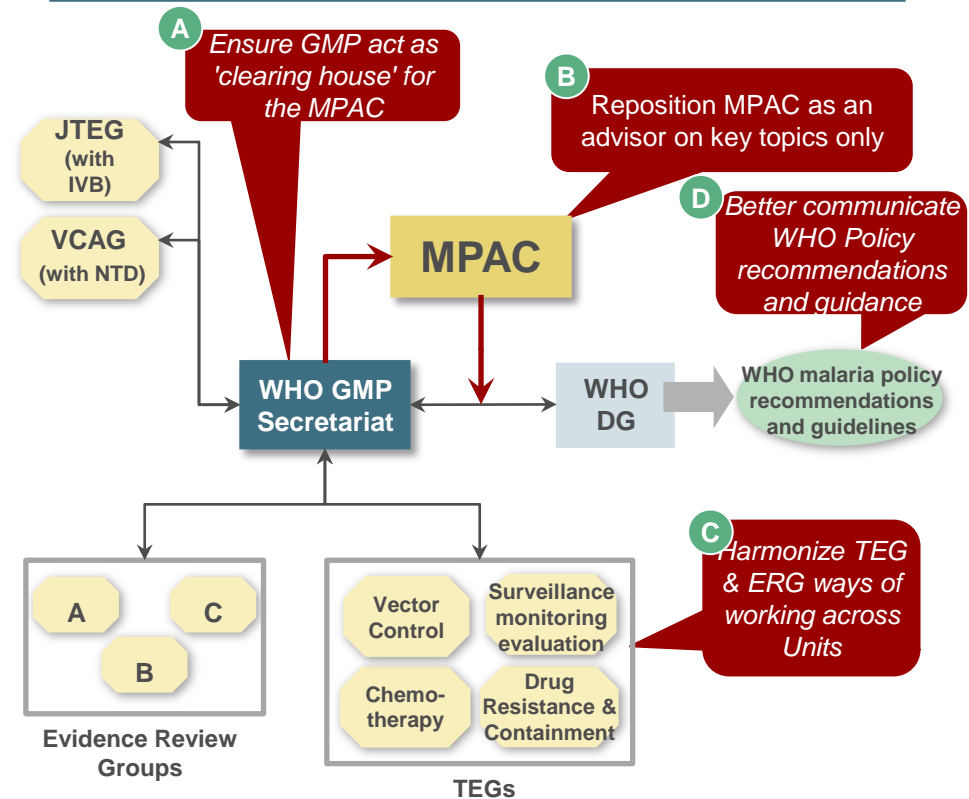 A
Ensure GMP act as
'clearing house' for
the MPAC
B
Reposition MPAC as an
advisor on key topics only
JTEG
(with
IVB)
VCAG
(with NTD)
MPAC
D
Better communicate
WHO Policy
recommendations
and guidance
WHO GMP
Secretariat
WHO
DG
WHO malaria policy
recommendations
and guidelines
C
Harmonize TEG
& ERG ways of
working across
Units
A
C
B
Evidence Review
Groups
Vector
Control
Surveillance
monitoring
evaluation
Chemo-
therapy
Drug
Resistance &
Containment
TEGs